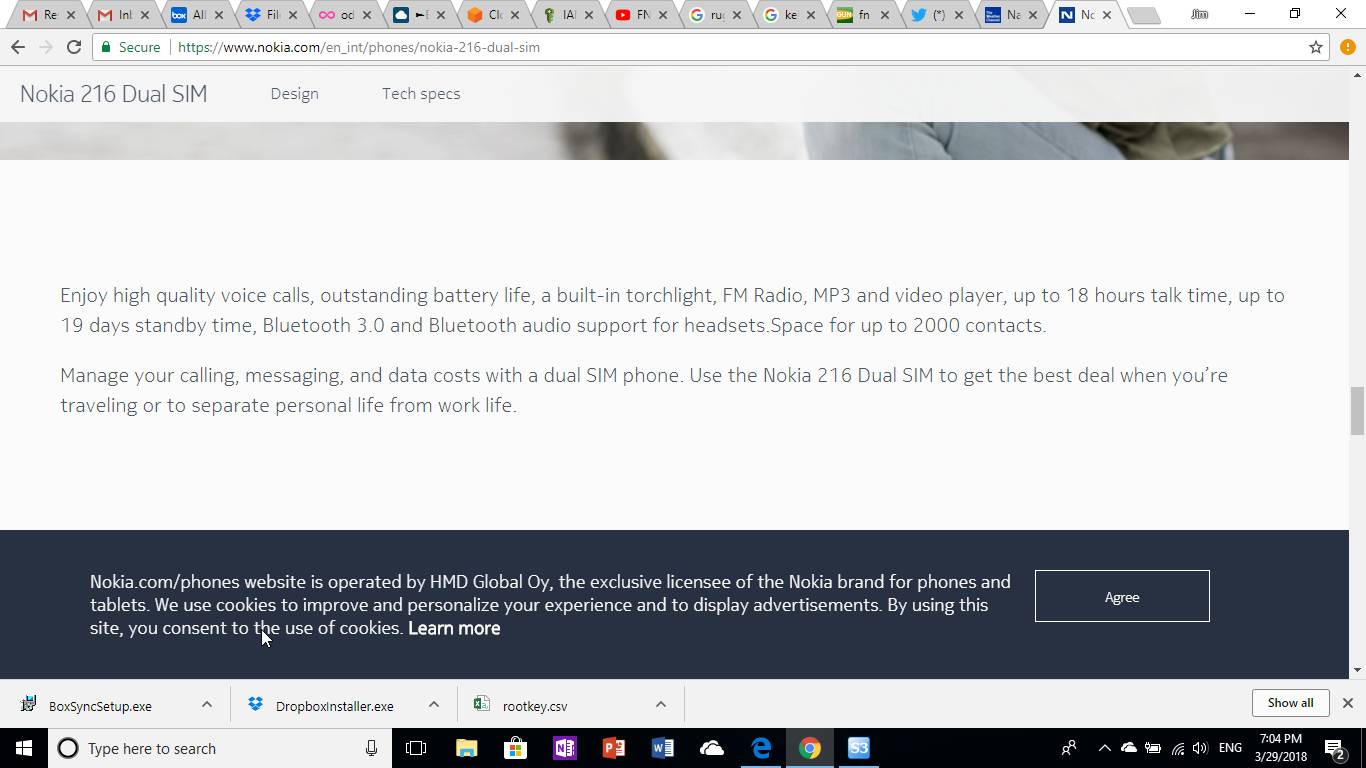 Re
Inl
box
All
Fil
od
Clo
IAI
FN
ruc
ke
GUN
fn
(*)
Na
No
Jim
Secure
https://www.nokia.com/en_int/phones/nokia-216-dual-sim
Nokia 216 Dual SIM
Design
Tech specs
Enjoy high quality voice calls, outstanding battery life, a built-in torchlight, FM Radio, MP3 and video player, up to 18 hours talk time, up to
19 days standby time, Bluetooth 3.0 and Bluetooth audio support for headsets.Space for up to 2000 contacts.
Manage your calling, messaging, and data costs with a dual SIM phone. Use the Nokia 216 Dual SIM to get the best deal when you’re
traveling or to separate personal life from work life.
Nokia.com/phones website is operated by HMD Global Oy, the exclusive licensee of the Nokia brand for phones and
tablets. We use cookies to improve and personalize your experience and to display advertisements. By using this
site, you consent to the use of cookies. Learn more
Agree
BoxSyncSetup.exe
DropboxInstaller.exe
rootkey.csv
Show all
Type here to search
S3
ENG
7:04 PM
3/29/2018
2